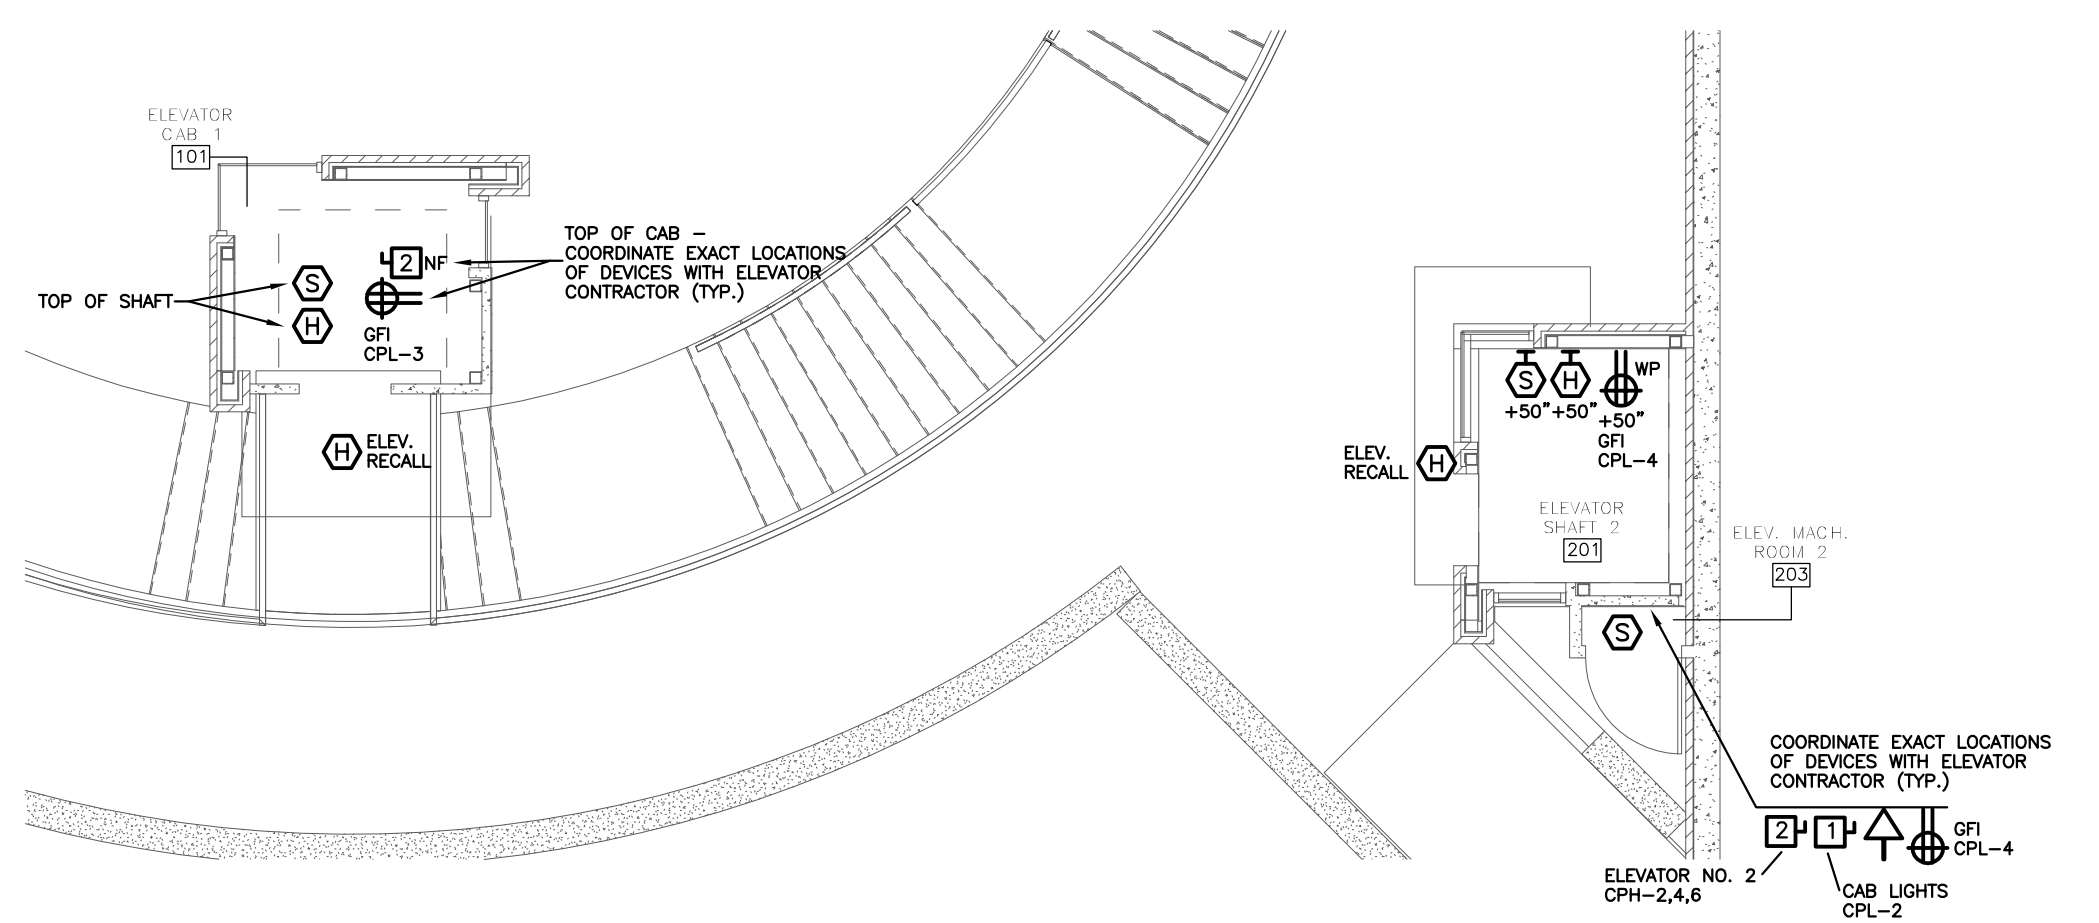 ELEVATOR
CAB 1
101
TOP OF CAB –
COORDINATE EXACT LOCATIONS
OF DEVICES WITH ELEVATOR
CONTRACTOR (TYP.)
2 NF
S
TOP OF SHAFT
H
GFI
CPL-3
H
ELEV.
RECALL
S
H
WP
+50"
+50"
+50"
GFI
CPL-4
ELEV.
RECALL
H
ELEVATOR
SHAFT 2
201
ELEV. MACH.
ROOM 2
203
S
COORDINATE EXACT LOCATIONS
OF DEVICES WITH ELEVATOR
CONTRACTOR (TYP.)
2
1
GFI
CPL-4
ELEVATOR NO. 2
CPH-2,4,6
CAB LIGHTS
CPL-2